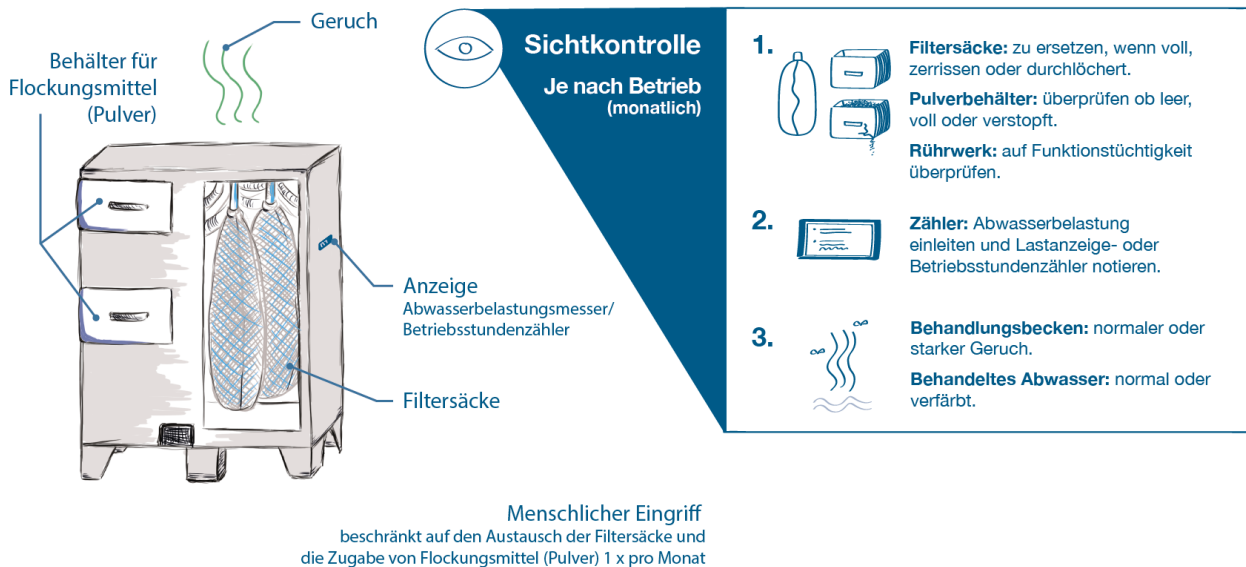 Geruch
Behälter für
Flockungsmittel
(Pulver)
Anzeige
Abwasserbelastungsmesser/
Betriebsstundenzähler
Filtersäcke
Sichtkontrolle
Je nach Betrieb
(monatlich)
1.
Filtersäcke: zu ersetzen, wenn voll,
zerrissen oder durchlöchert.
Pulverbehälter: überprüfen ob leer,
voll oder verstopft.
Rührwerk: auf Funktionstüchtigkeit
überprüfen.
2.
Zähler: Abwasserbelastung
einleiten und Lastanzeige- oder
Betriebsstundenzähler notieren.
3.
Behandlungsbecken: normaler oder
starker Geruch.
Behandeltes Abwasser: normal oder
verfärbt.
Menschlicher Eingriff
beschränkt auf den Austausch der Filtersäcke und
die Zugabe von Flockungsmittel (Pulver) 1 x pro Monat